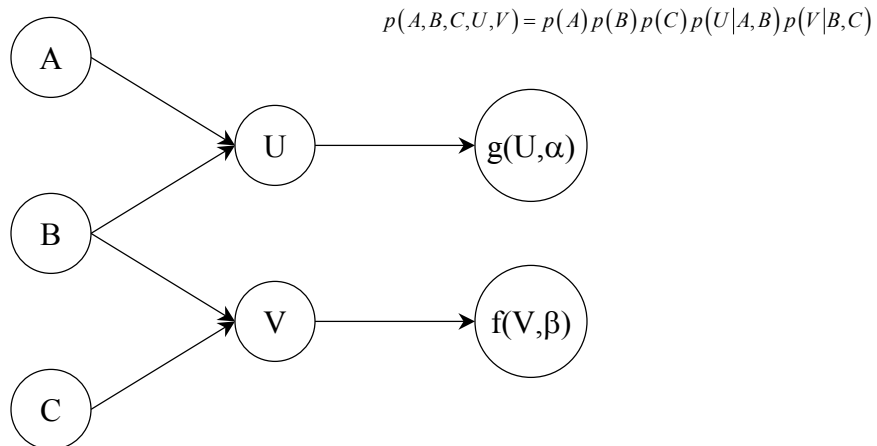 p(A,B,C,U,V) = p(A)p(B)p(C)p(U|A,B)p(V|B,C)
A
U
g(U,α)
B
V
f(V,β)
C